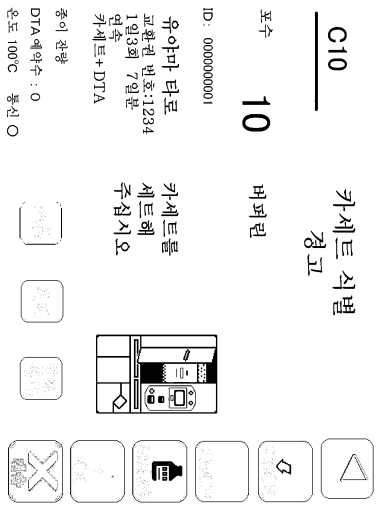 C10
카세트 식별
경고
포수
10
버퍼린
ID: 0000000001
유야마 타로
교환권 번호:1234
1일3회 7일분
연속
카세트+ DTA
카세트를
세트해
주십시오
종이 잔량
DTA예약수 : 0
온도 100°C 통신 ○